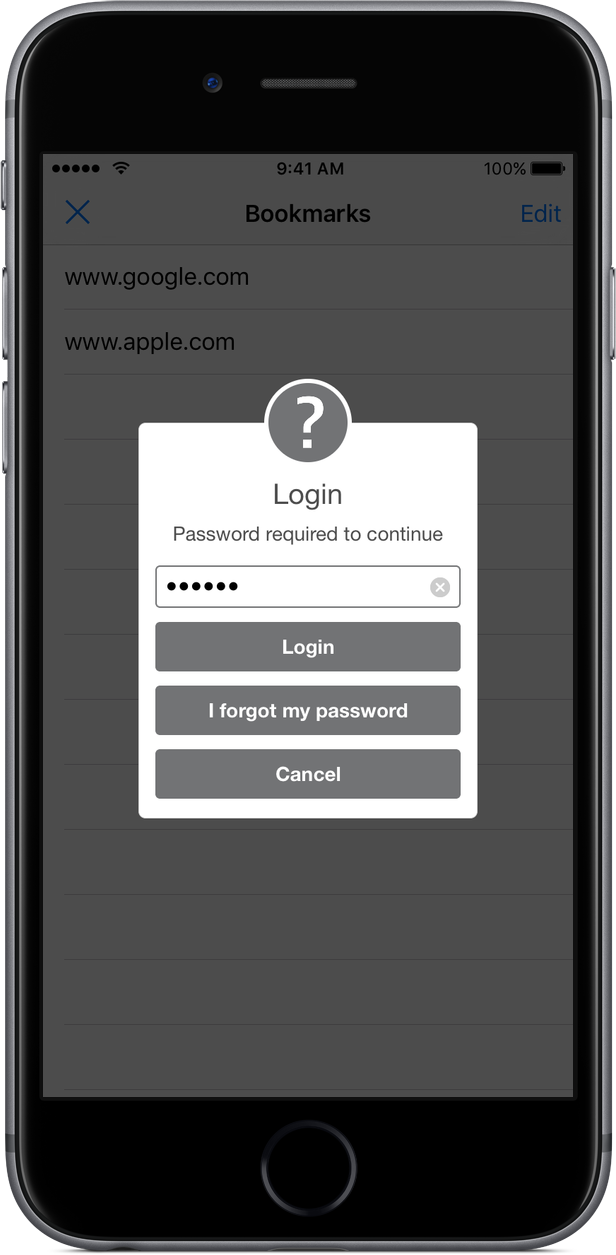 9:41 AM 100%
Bookmarks Edit
www.google.com
www.apple.com
?
Login
Password required to continue
••••••
Login
I forgot my password
Cancel